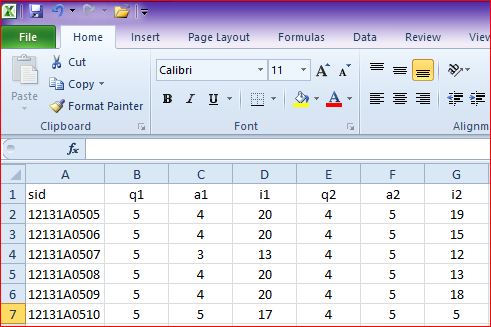 File Home Insert Page Layout Formulas Data Review View
Cut
Calibri 11 A A
Copy
Paste
Format Painter
B I U A
Clipboard Font Alignm
fx
A B C D E F G
1 sid q1 a1 i1 q2 a2 i2
2 12131A0505 5 4 20 4 5 19
3 12131A0506 5 4 20 4 5 15
4 12131A0507 5 3 13 4 5 12
5 12131A0508 5 4 20 4 5 13
6 12131A0509 5 4 20 4 5 18
7 12131A0510 5 5 17 4 5 5